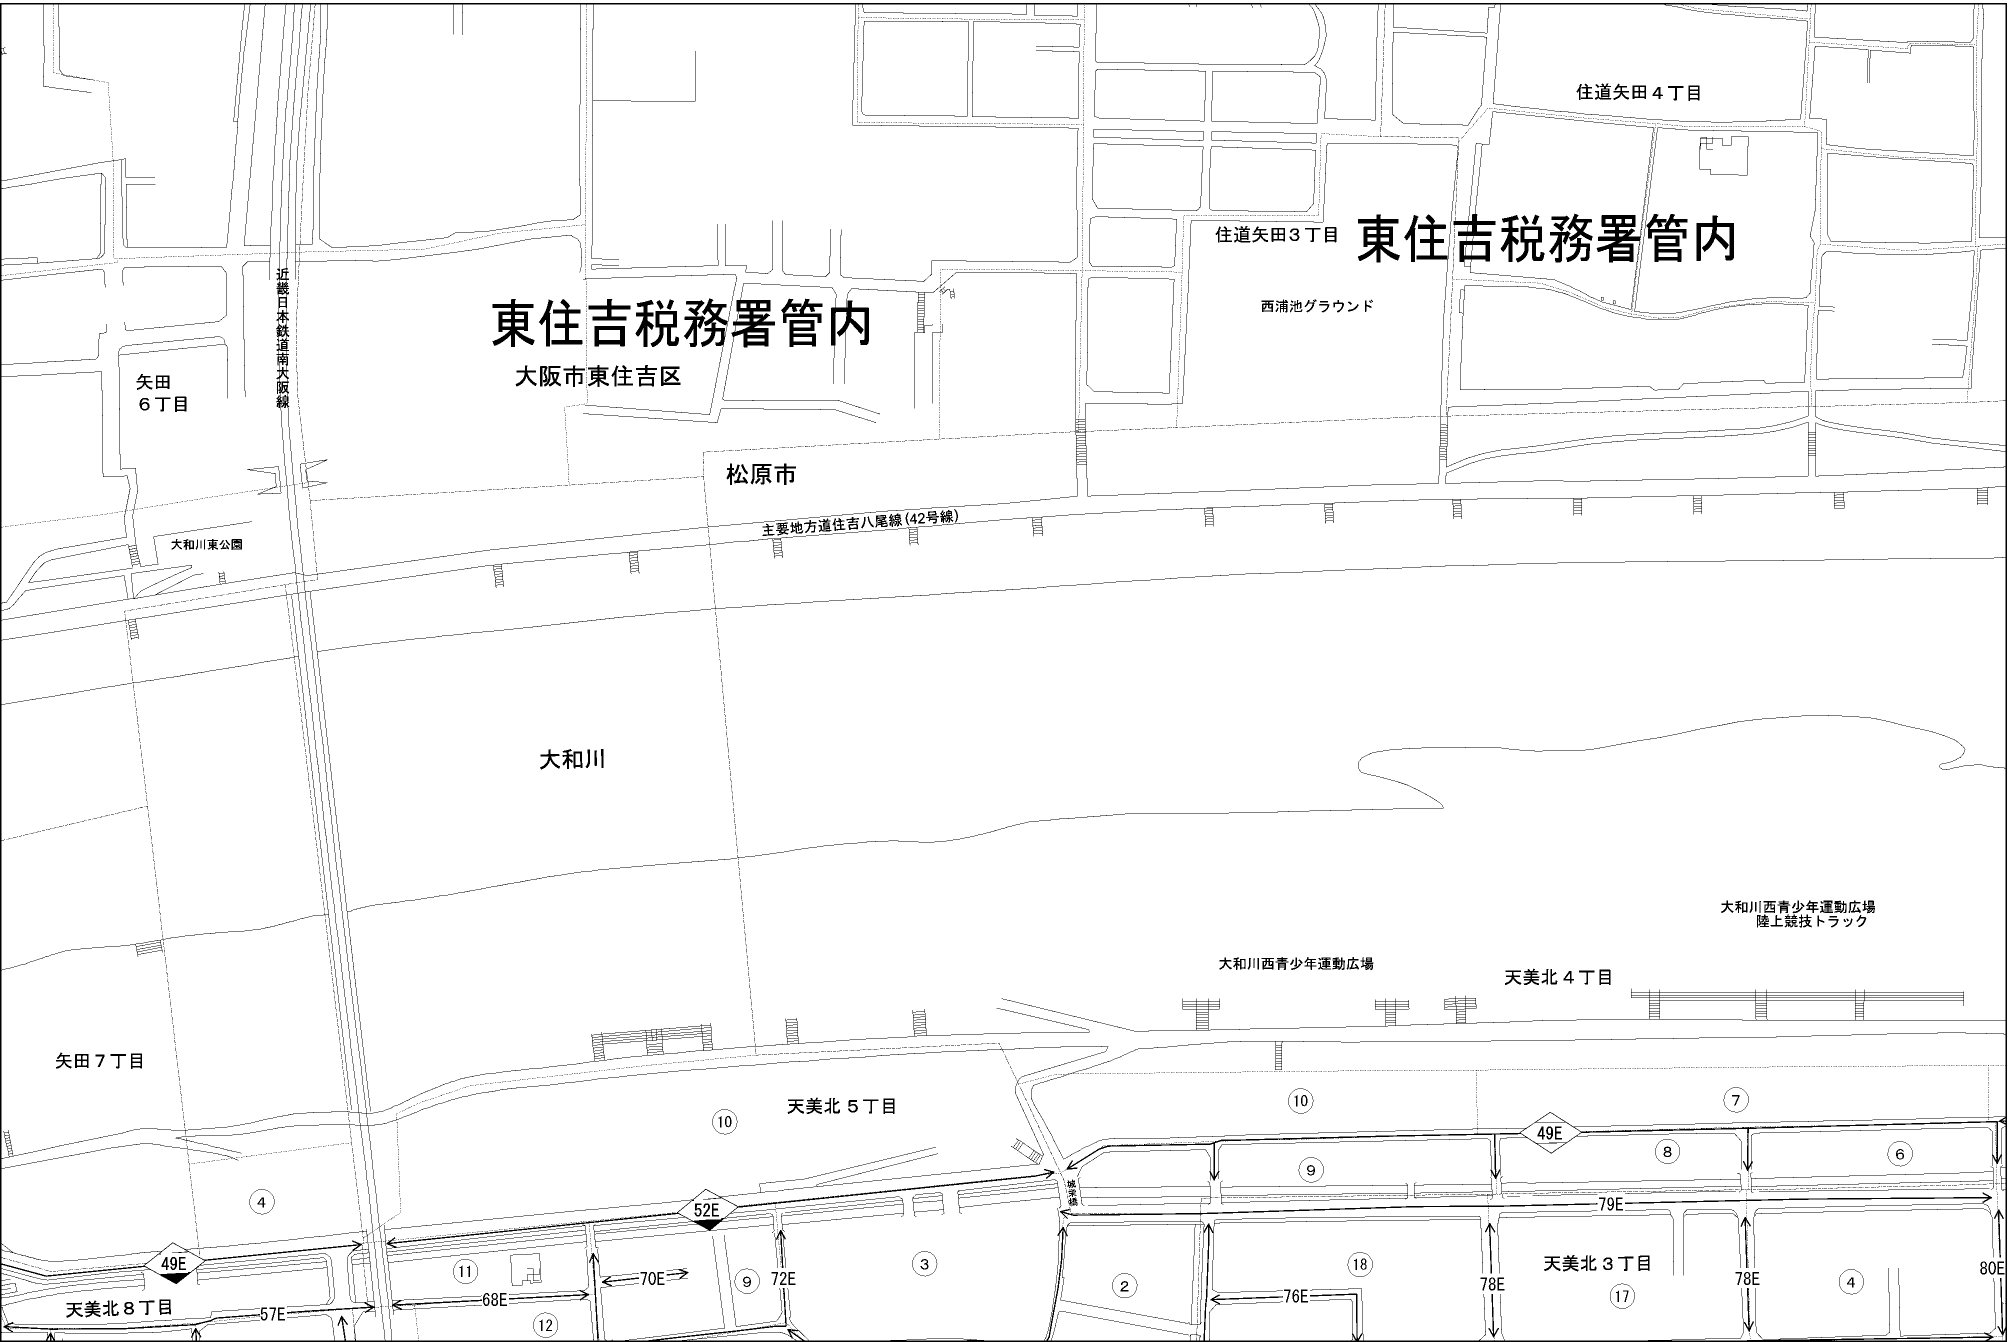 住道矢田４丁目
住道矢田３丁目
東住吉税務署管内
近畿日本鉄道南大阪線
西浦池グラウンド
東住吉税務署管内
大阪市東住吉区
矢田
６丁目
松原市
主要地方道住吉八尾線(42号線)
大和川東公園
大和川
大和川西青少年運動広場
陸上競技トラック
大和川西青少年運動広場
天美北４丁目
矢田７丁目
天美北５丁目
⑩
⑩
⑦
49E
⑧
⑥
⑨
城栄橋
④
52E
79E
49E
⑪
70E
⑨
72E
③
②
⑱
天美北３丁目
78E
78E
④
80E
⑰
天美北８丁目
57E
68E
⑫
76E